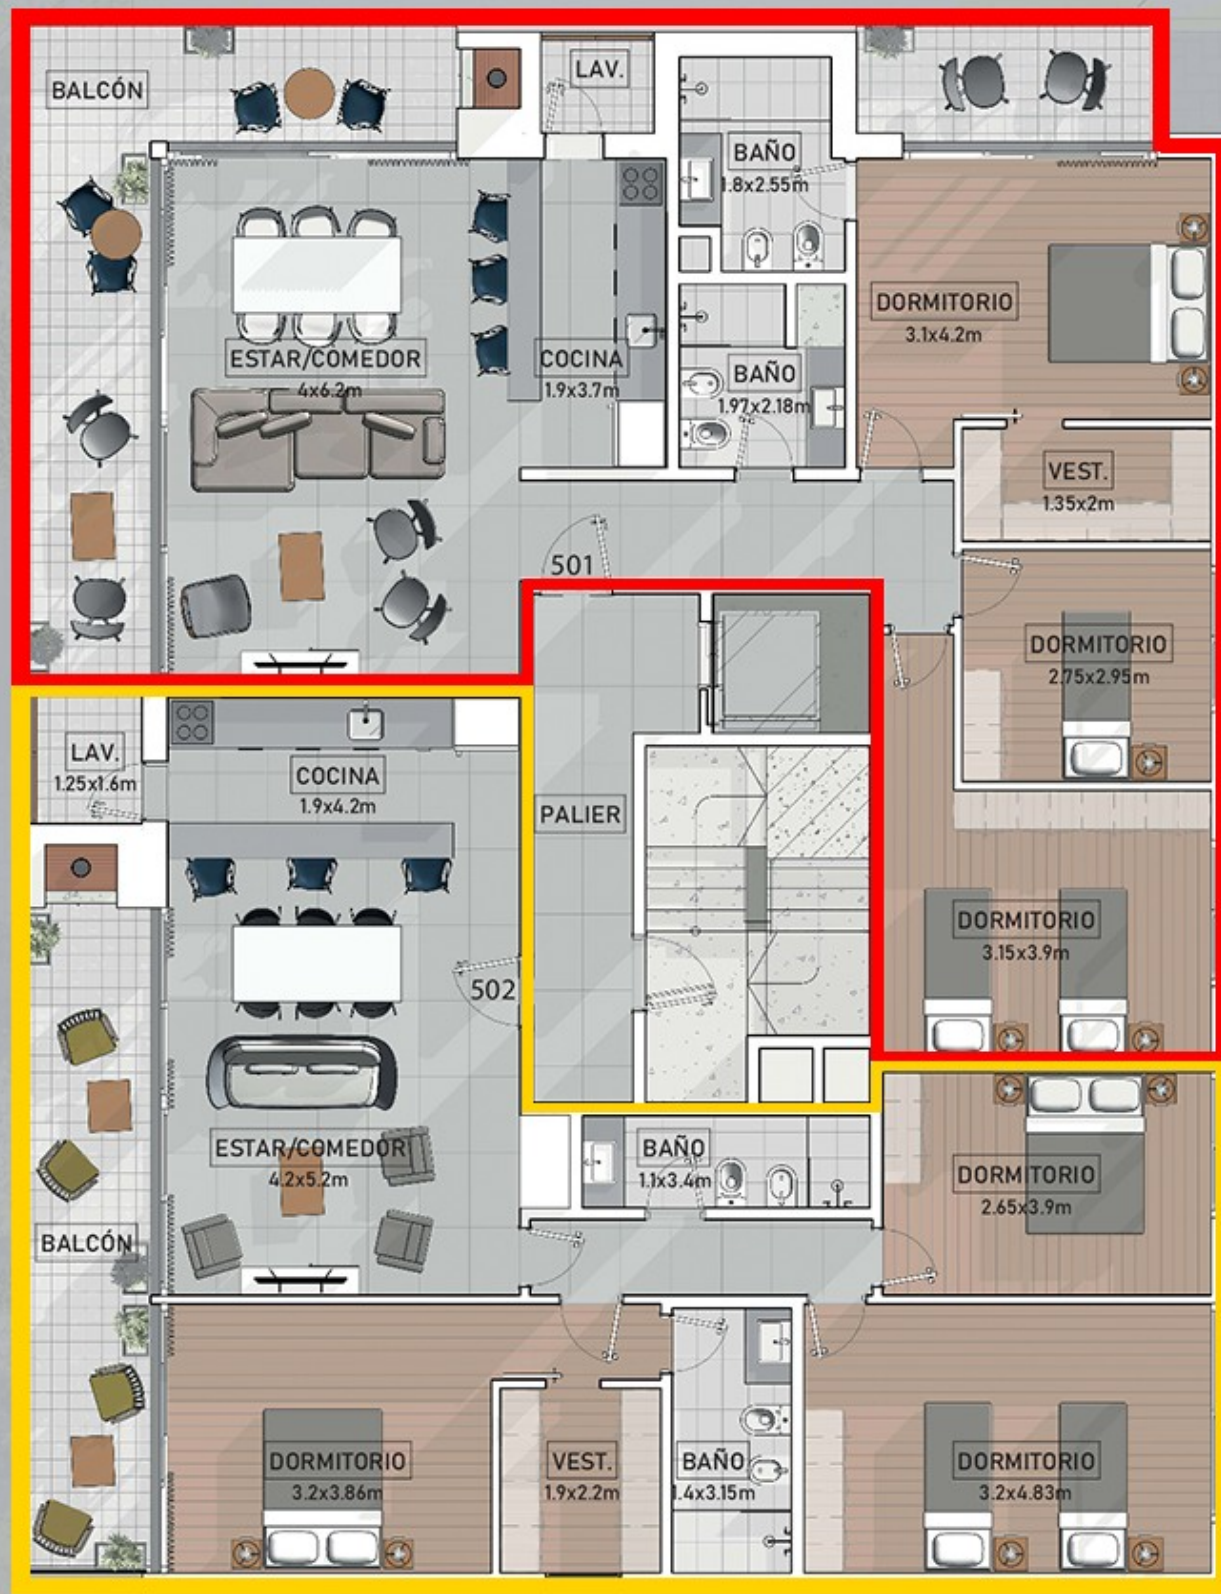 BALCÓN
LAV.
BAÑO
1.8x2.55m
DORMITORIO
3.1x4.2m
ESTAR/COMEDOR
4x6.2m
COCINA
1.9x3.7m
BAÑO
1.97x2.18m
VEST.
1.35x2m
501
DORMITORIO
2.75x2.95m
LAV.
1.25x1.6m
COCINA
1.9x4.2m
PALIER
DORMITORIO
3.15x3.9m
502
ESTAR/COMEDOR
4.2x5.2m
BAÑO
1.1x3.4m
DORMITORIO
2.65x3.9m
BALCÓN
DORMITORIO
3.2x3.86m
VEST.
1.9x2.2m
BAÑO
1.4x3.15m
DORMITORIO
3.2x4.83m